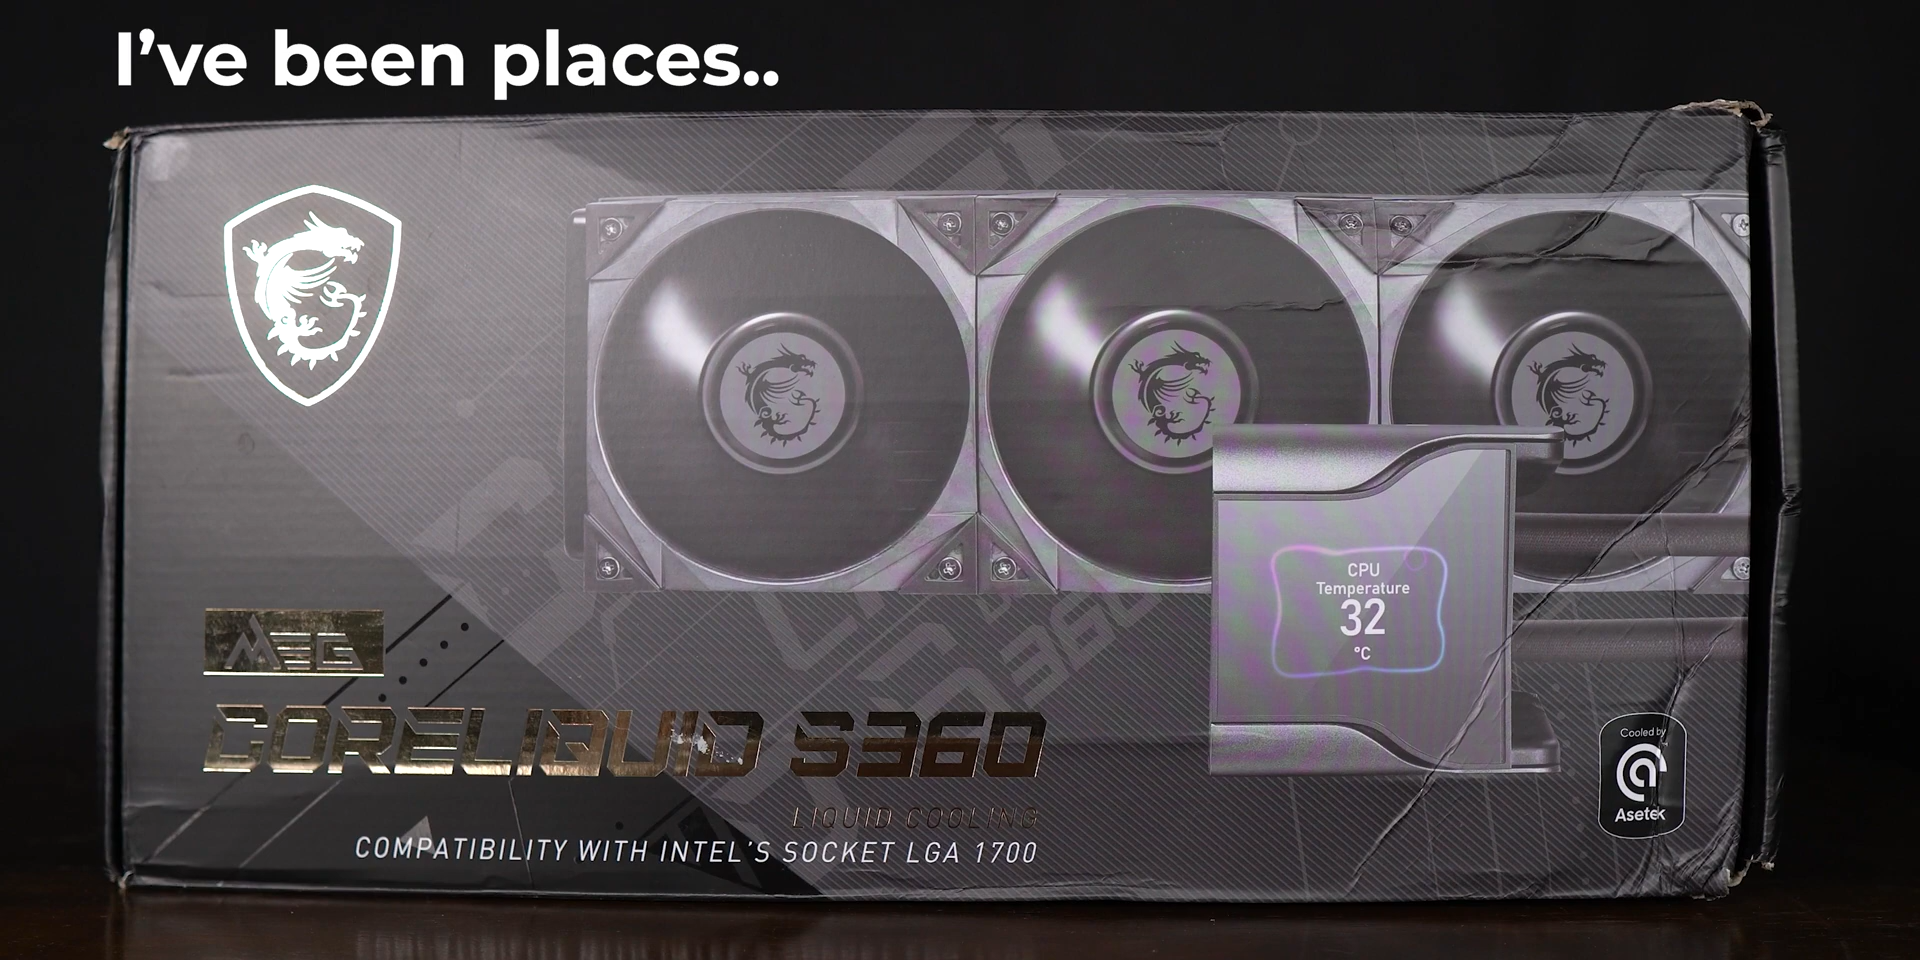 I’ve been places..
MEG
CORELIQUID S360
LIQUID COOLING
COMPATIBILITY WITH INTEL’S SOCKET LGA 1700
CPU
Temperature
32
°C
Cooled by
Asetek